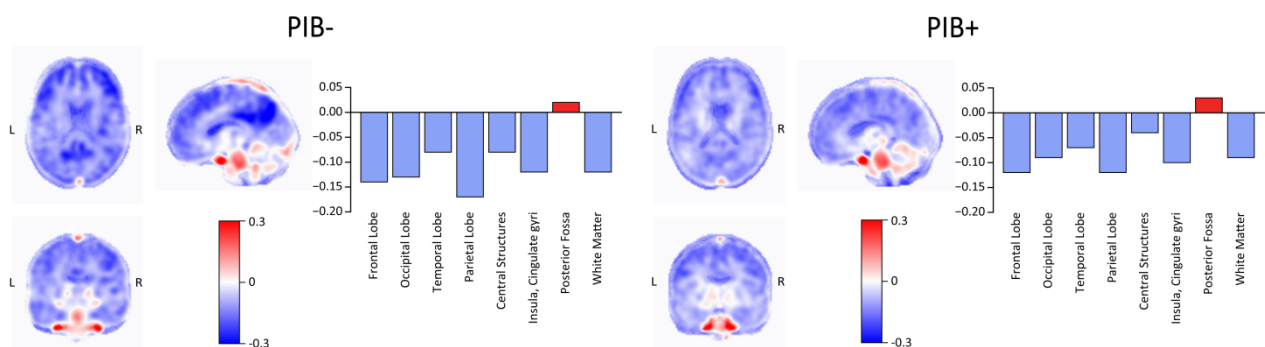 PIB-
L
R
0.05
0.00
−0.05
−0.10
−0.15
−0.20
Frontal Lobe
Occipital Lobe
Temporal Lobe
Parietal Lobe
Central Structures
Insula, Cingulate gyri
Posterior Fossa
White Matter
L
R
0.3
0
-0.3
PIB+
L
R
0.05
0.00
−0.05
−0.10
−0.15
−0.20
Frontal Lobe
Occipital Lobe
Temporal Lobe
Parietal Lobe
Central Structures
Insula, Cingulate gyri
Posterior Fossa
White Matter
L
R
0.3
0
-0.3